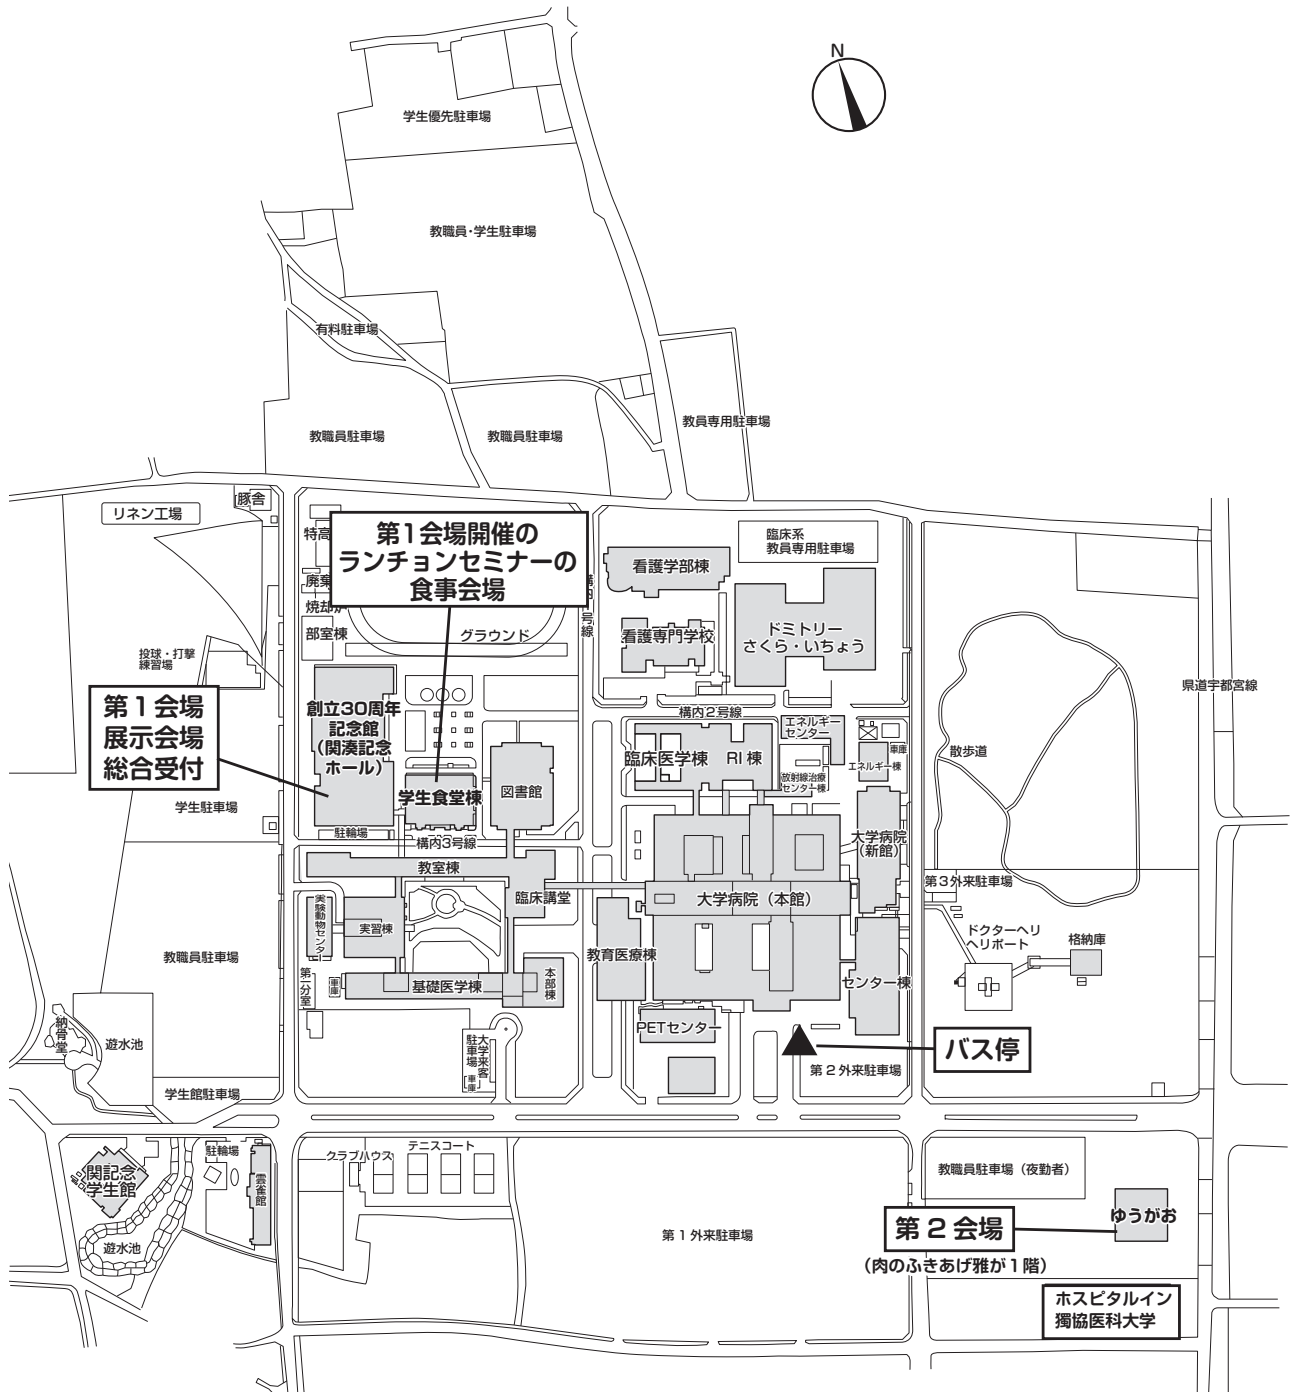 N
学生優先駐車場
教職員・学生駐車場
有料駐車場
教職員駐車場
教職員駐車場
教員専用駐車場
豚舎
リネン工場
特高
第1会場開催の
ランチョンセミナーの
食事会場
臨床系
教員専用駐車場
廃棄
焼却炉
部室棟
グラウンド
構内1号線
看護学部棟
看護専門学校
ドミトリー
さくら・いちょう
投球・打撃
練習場
第1会場
展示会場
総合受付
創立30周年
記念館
（関湊記念
ホール）
県道宇都宮線
構内2号線
エネルギー
センター
車庫
エネルギー棟
臨床医学棟
RI棟
放射線治療
センター棟
散歩道
学生駐車場
学生食堂棟
図書館
駐輪場
構内3号線
大学病院
（新館）
教室棟
臨床講堂
大学病院（本館）
第3外来駐車場
実験動物センター
実習棟
ドクターヘリ
ヘリポート
格納庫
教職員駐車場
教育医療棟
第一分室
車庫
基礎医学棟
本部棟
センター棟
納骨堂
遊水池
大学来客
駐車場
車庫
PETセンター
バス停
第2外来駐車場
学生館駐車場
駐輪場
クラブハウス
テニスコート
関記念
学生館
雲雀館
教職員駐車場（夜勤者）
ゆうがお
第2会場
（肉のふきあげ雅が1階）
遊水池
第1外来駐車場
ホスピタルイン
獨協医科大学